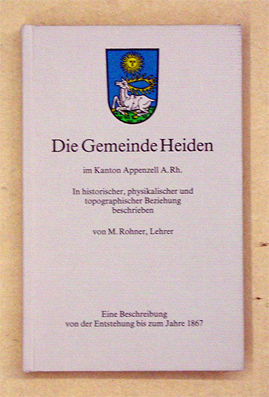 Die Gemeinde Heiden
im Kanton Appenzell A.Rh.
In historischer, physikalischer und
topographischer Beziehung
beschrieben
von M. Rohner, Lehrer
Eine Beschreibung
von der Entstehung bis zum Jahre 1867